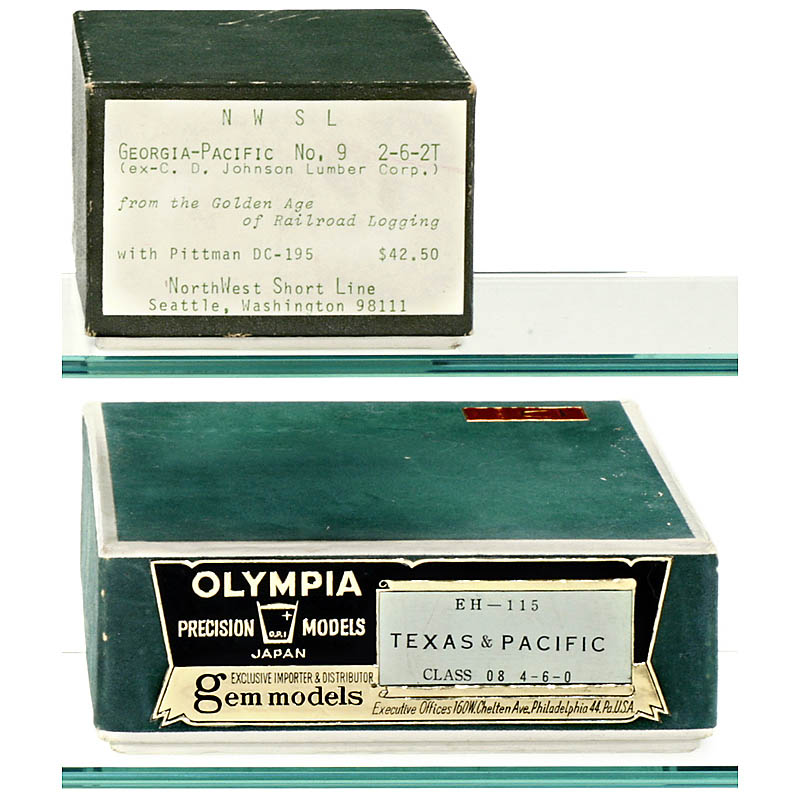 N W S L
GEORGIA-PACIFIC NO. 9 2-6-2T
(ex-C. D. Johnson Lumber Corp.)
from the Golden Age
of Railroad Logging
with Pittman DC-195 $42.50
NORTHWEST SHORT LINE
Seattle, Washington 98111
OLYMPIA
PRECISION O.P.I MODELS
JAPAN
EXCLUSIVE IMPORTER & DISTRIBUTOR
gem models
EH-115
TEXAS & PACIFIC
CLASS 08 4-6-0
Executive Offices 160W. Chelten Ave. Philadelphia 44. Pa. U.S.A.